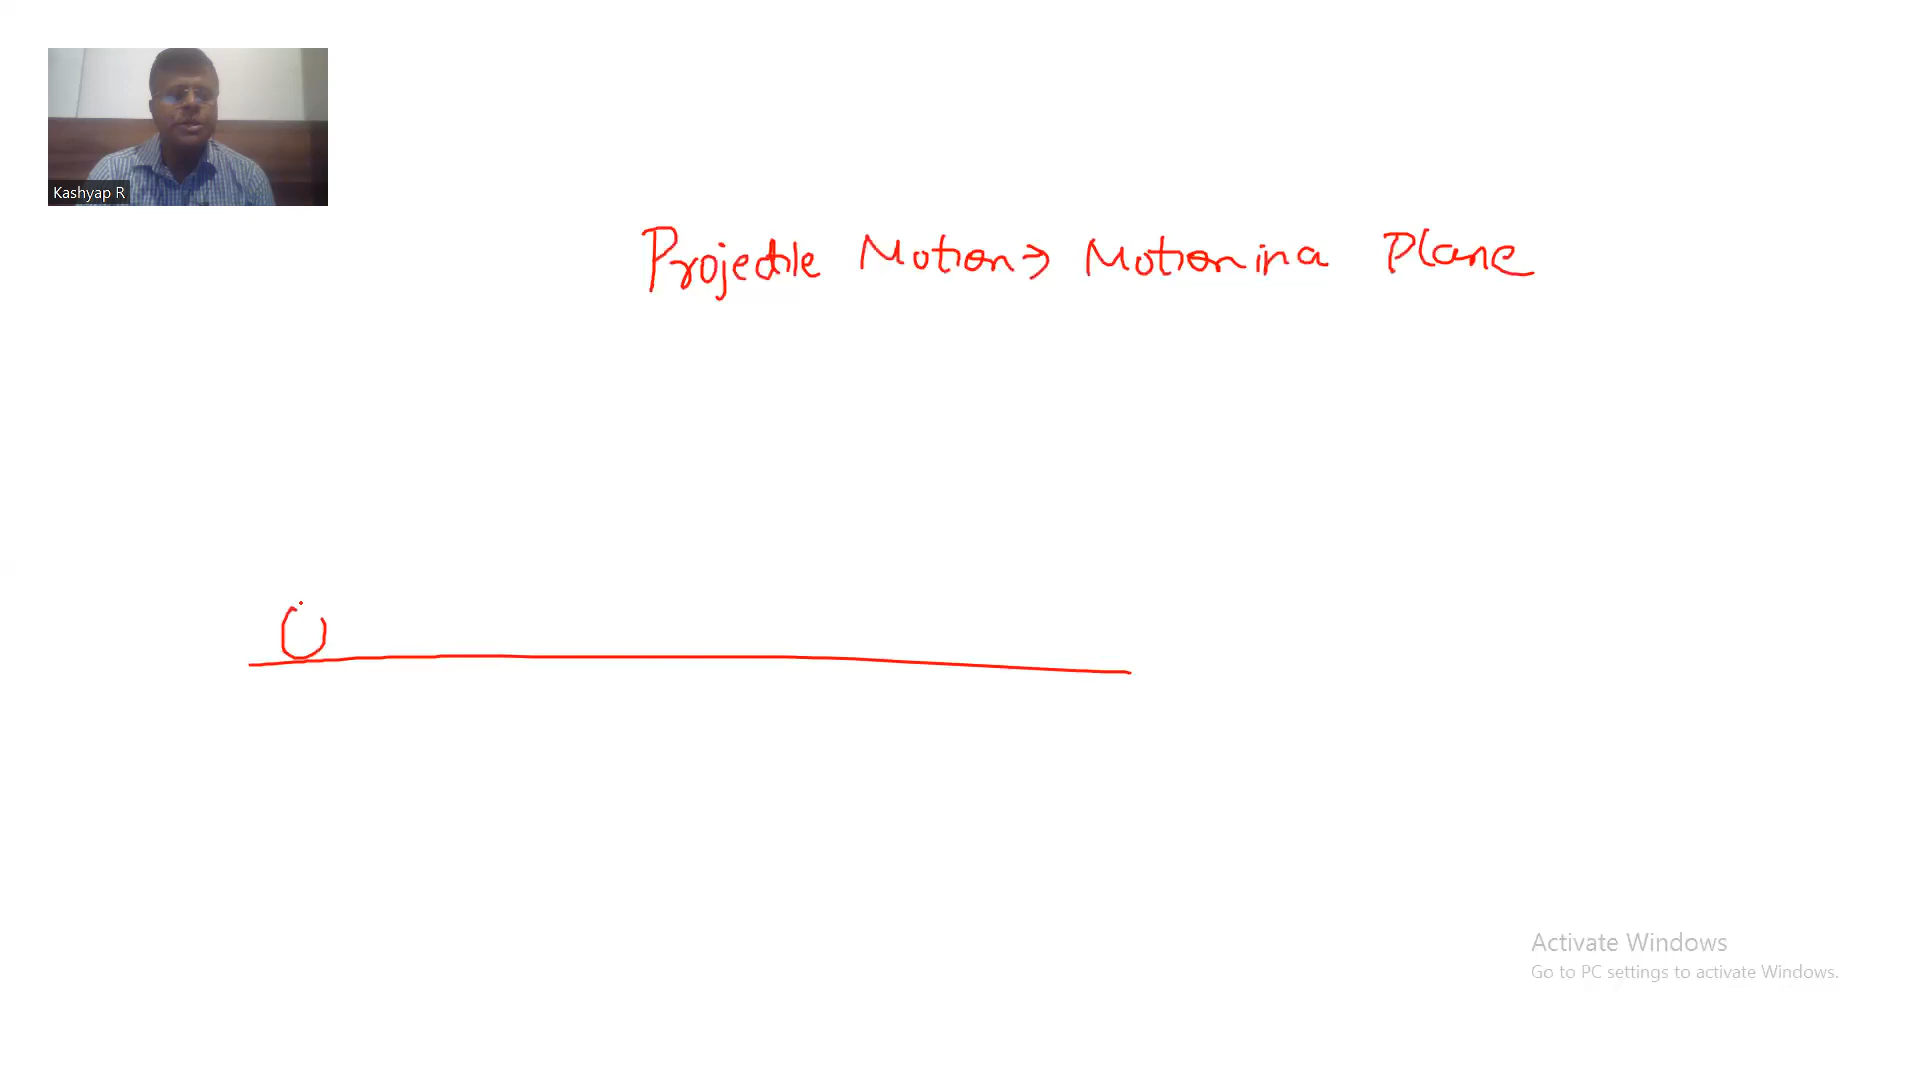 Kashyap R
Projectile Motion → Motion in a Plane
Activate Windows
Go to PC settings to activate Windows.